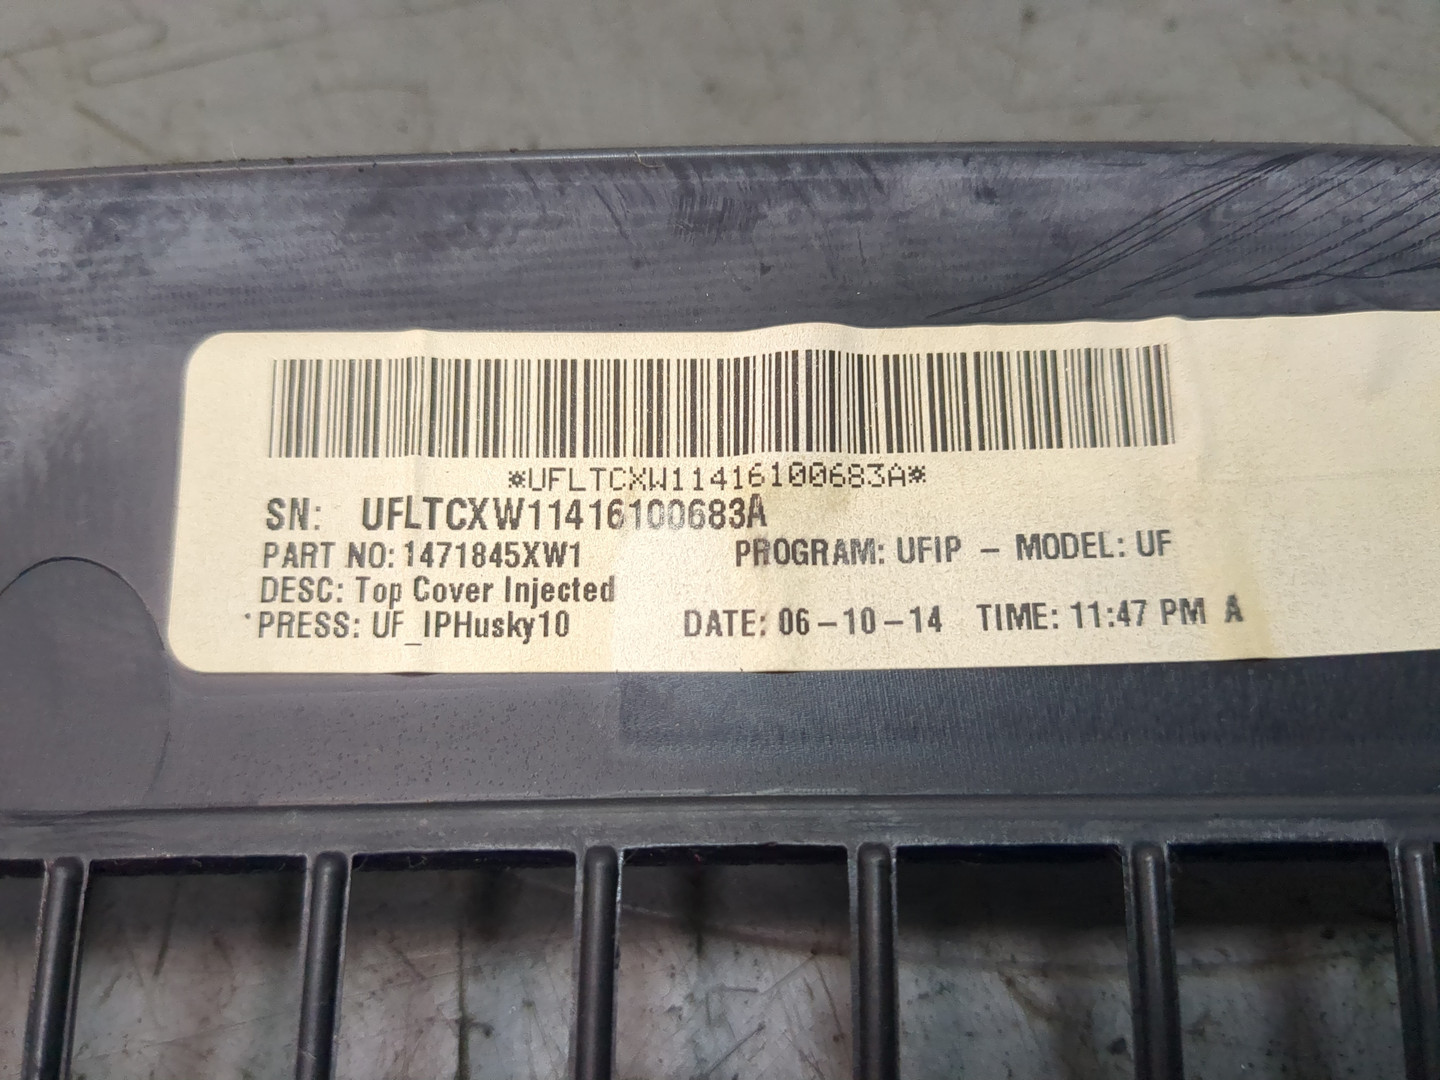 *UFLTCXW11416100683A*
SN: UFLTCXW11416100683A
PART NO: 1471845XW1 PROGRAM: UFIP - MODEL: UF
DESC: Top Cover Injected
PRESS: UF_IPHusky10 DATE: 06-10-14 TIME: 11:47 PM A